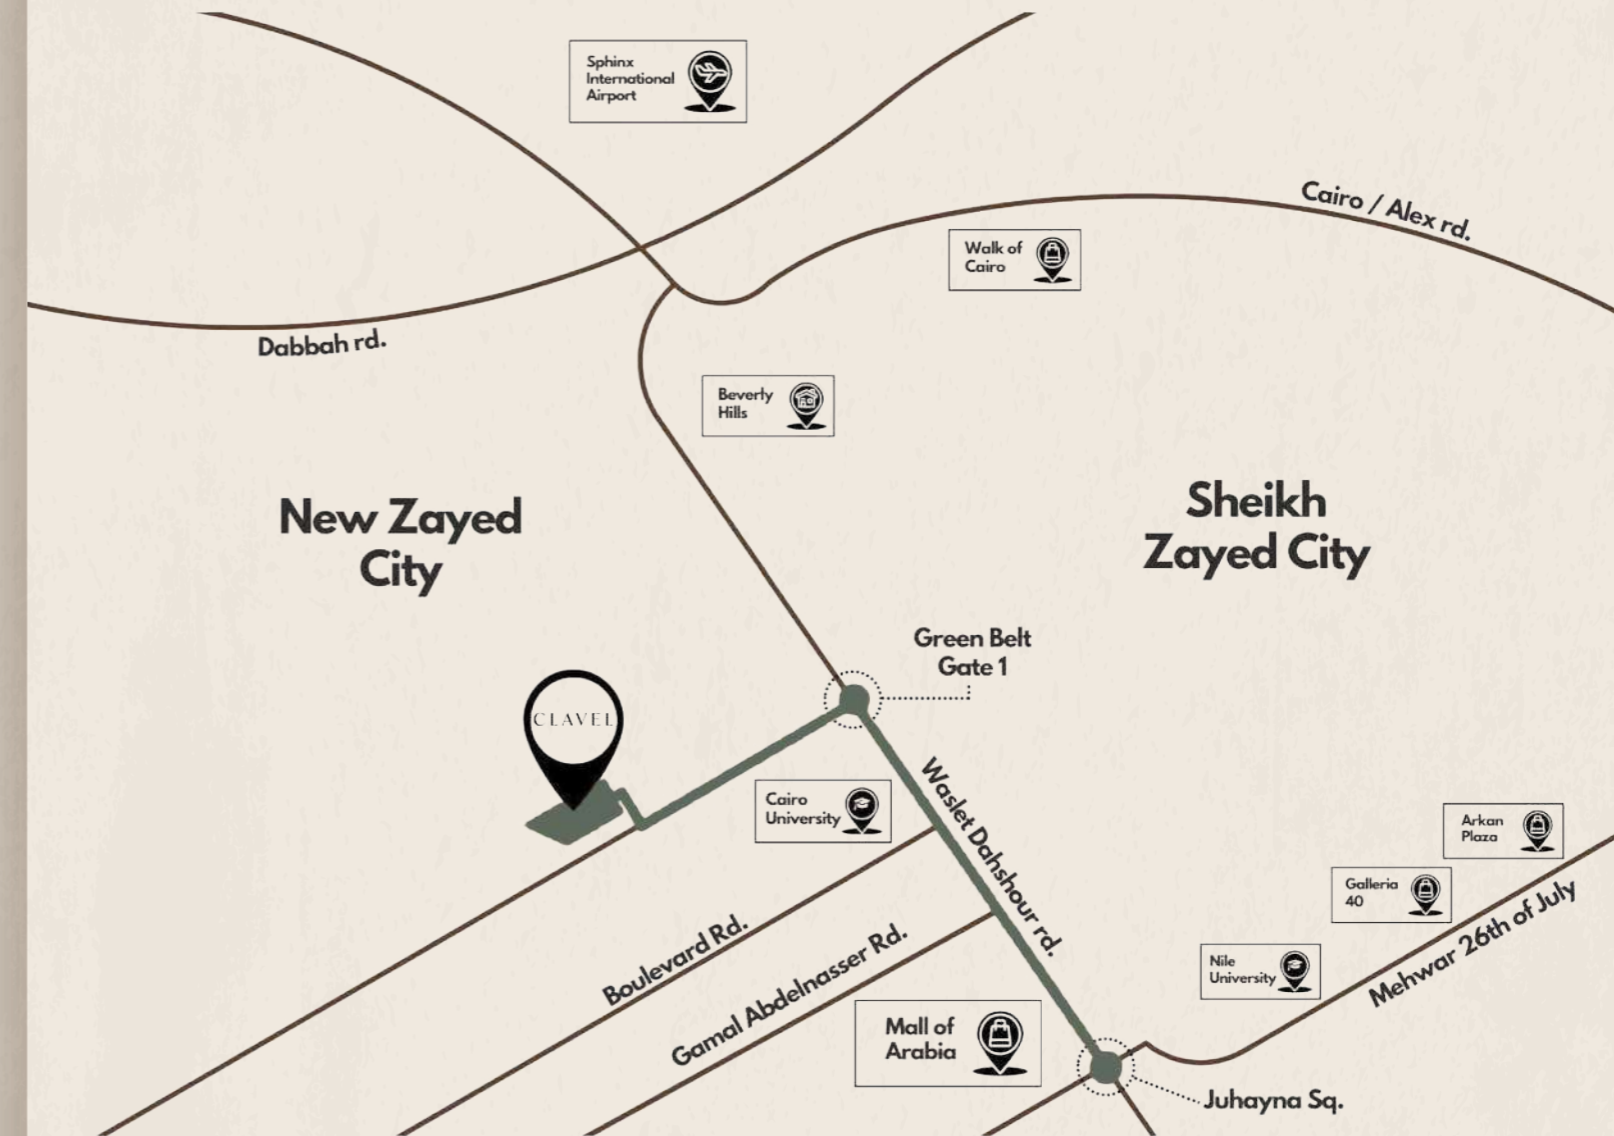 Sphinx
International
Airport
Cairo / Alex rd.
Walk of
Cairo
Dabbah rd.
Beverly
Hills
New Zayed
City
Sheikh
Zayed City
Green Belt
Gate 1
CLAVEL
Cairo
University
Waslet Dahshour rd.
Arkan
Plaza
Galleria
40
Mehwar 26th of July
Nile
University
Boulevard Rd.
Gamal Abdelnasser Rd.
Mall of
Arabia
Juhayna Sq.